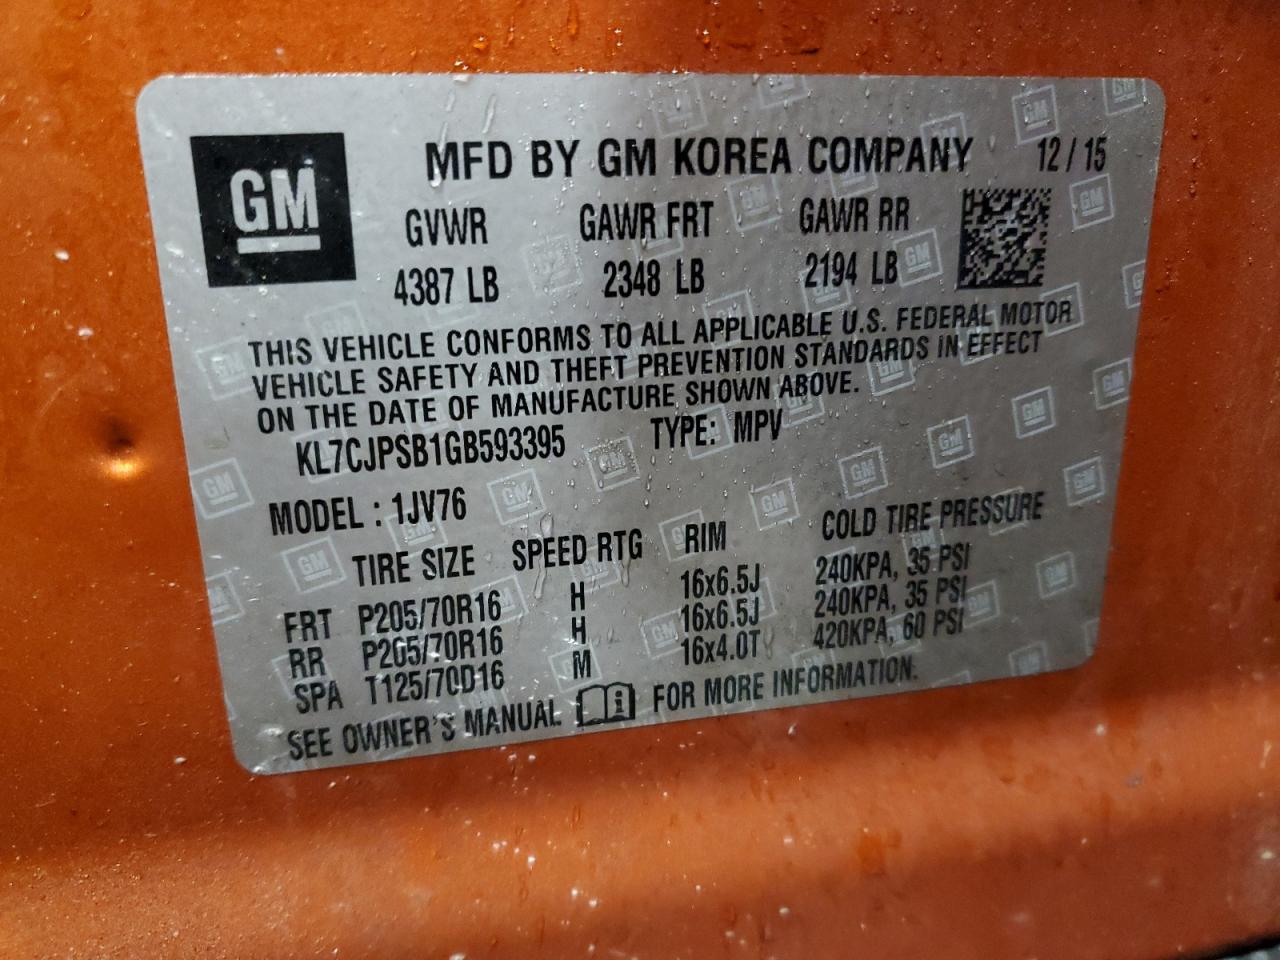 GM
MFD BY GM KOREA COMPANY 12/15
GVWR GAWR FRT GAWR RR
4387 LB 2348 LB 2194 LB
THIS VEHICLE CONFORMS TO ALL APPLICABLE U.S. FEDERAL MOTOR
VEHICLE SAFETY AND THEFT PREVENTION STANDARDS IN EFFECT
ON THE DATE OF MANUFACTURE SHOWN ABOVE.
KL7CJPSB1GB593395 TYPE: MPV
MODEL : 1JV76
TIRE SIZE SPEED RTG RIM COLD TIRE PRESSURE
FRT P205/70R16 H 16x6.5J 240KPA, 35 PSI
RR P205/70R16 H 16x6.5J 240KPA, 35 PSI
SPA T125/70D16 M 16x4.0T 420KPA, 60 PSI
SEE OWNER'S MANUAL FOR MORE INFORMATION.